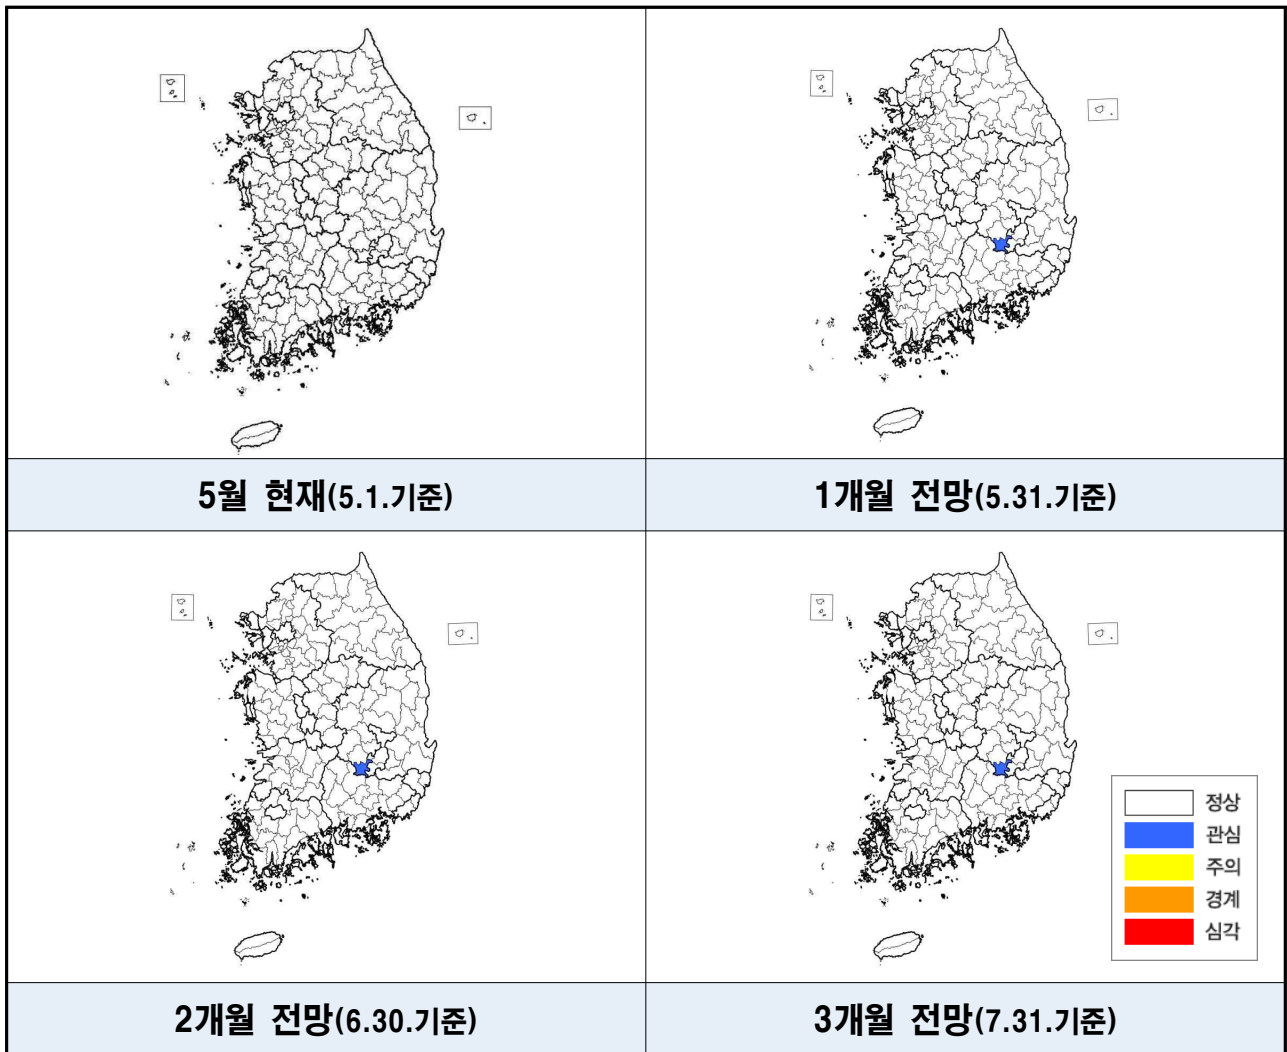 5월 현재(5.1.기준)
1개월 전망(5.31.기준)
정상
관심
주의
경계
심각
2개월 전망(6.30.기준)
3개월 전망(7.31.기준)